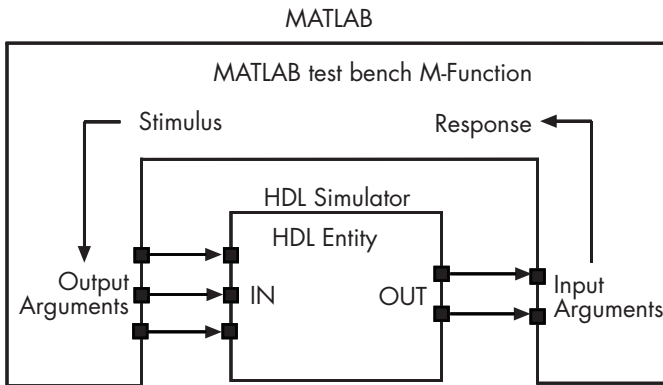 MATLAB
MATLAB test bench M-Function
Stimulus
Response
HDL Simulator
HDL Entity
Output
Arguments
IN
OUT
Input
Arguments